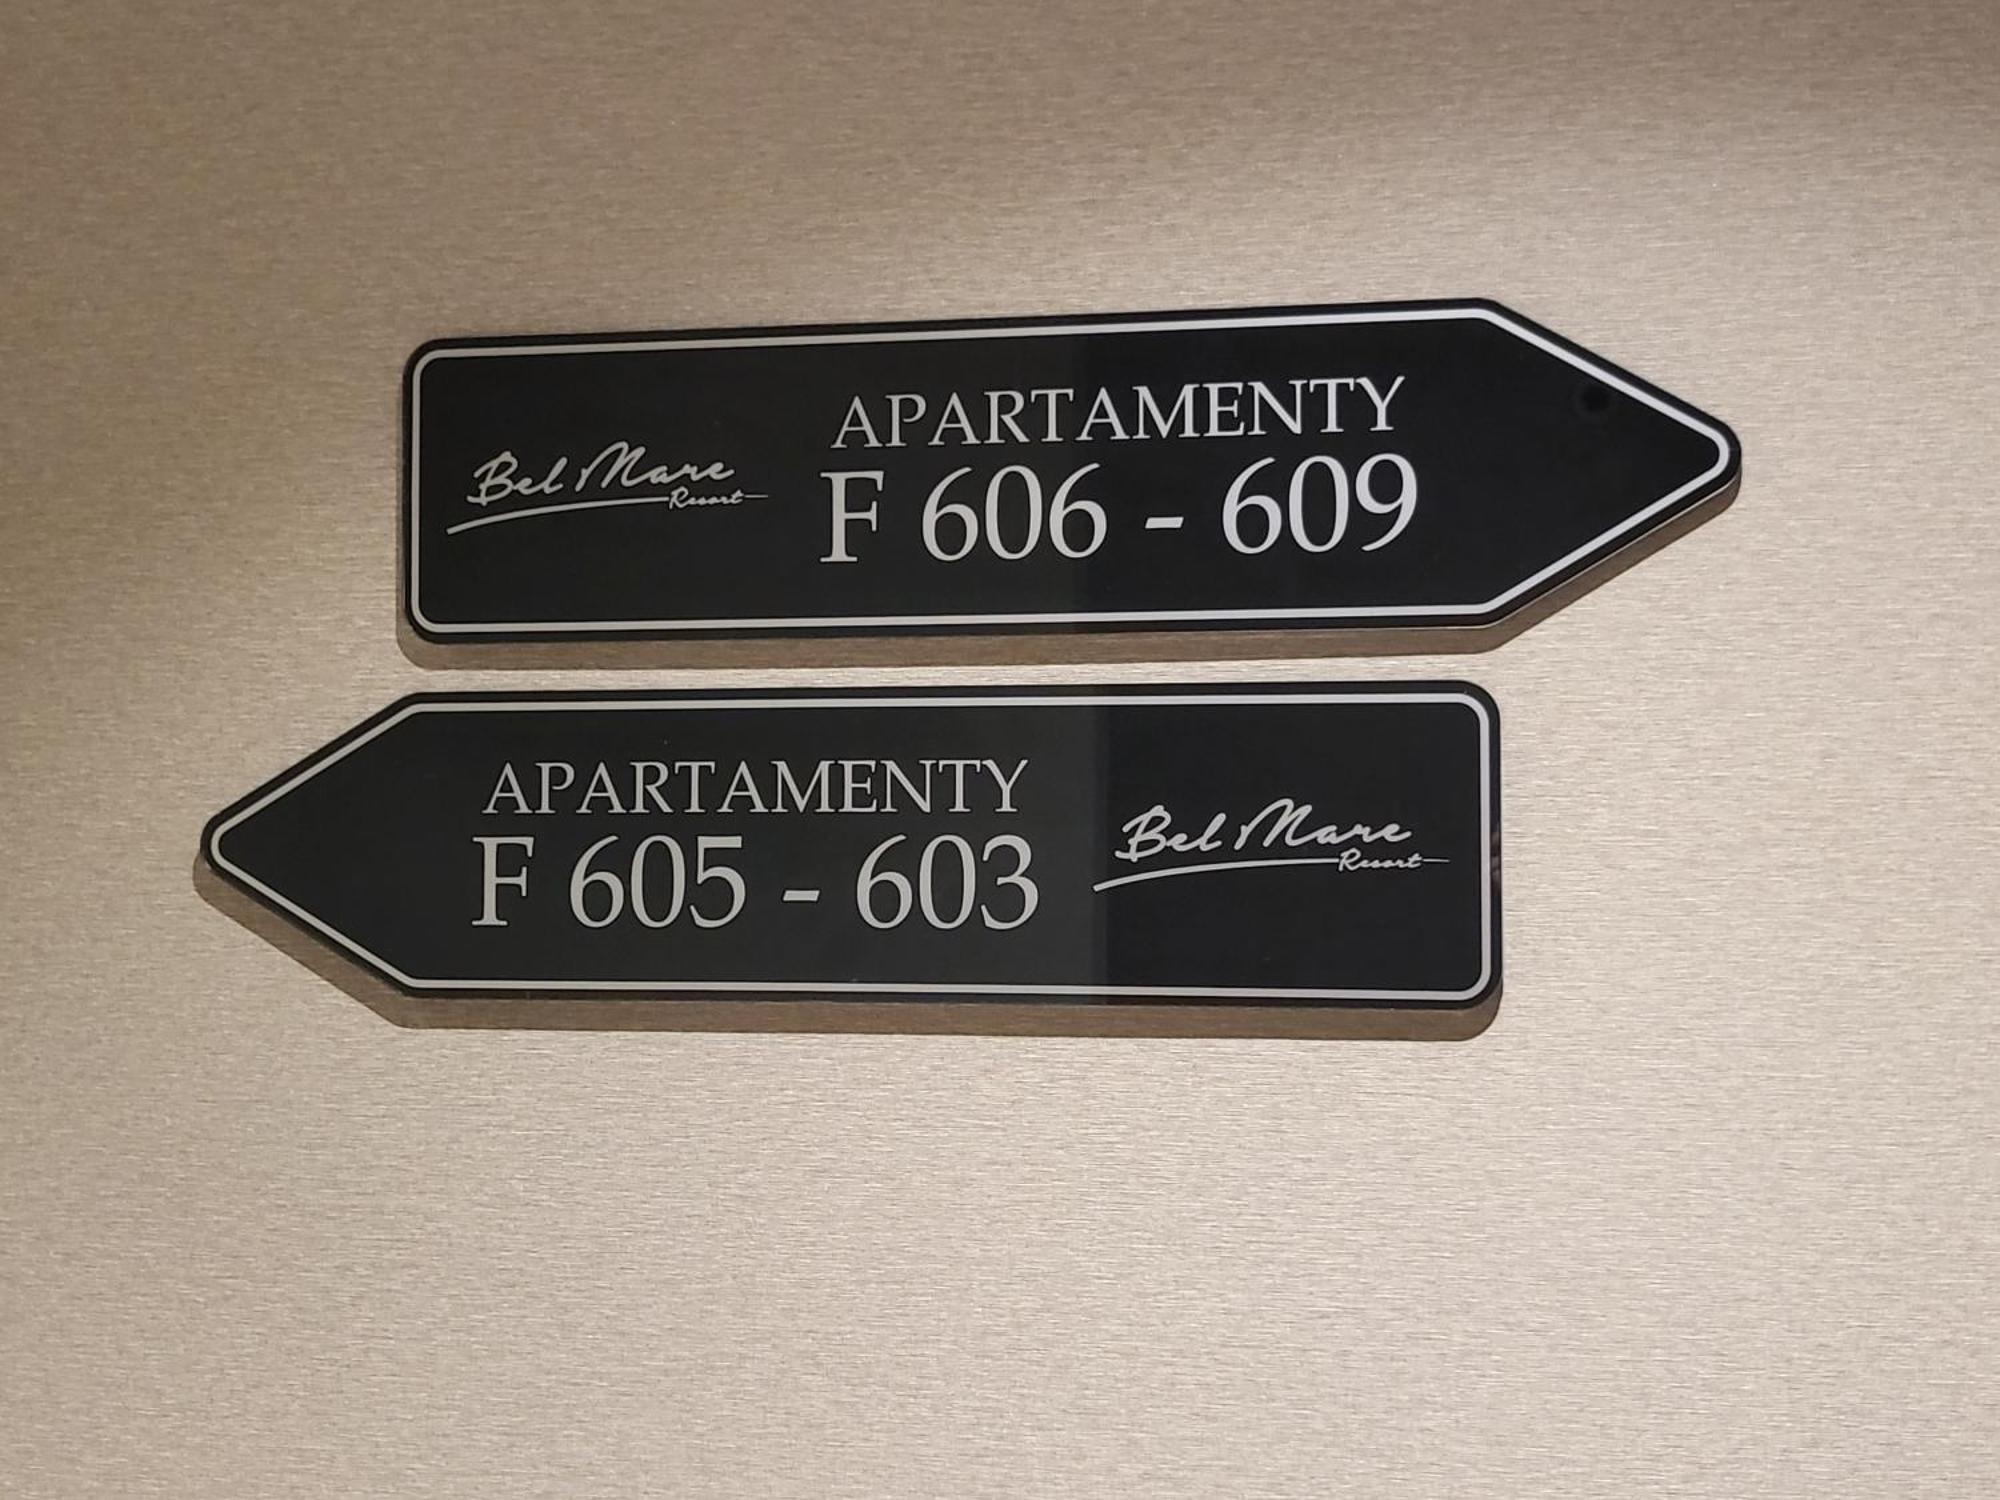 Bel Mare
Resort
APARTAMENTY
F 606 - 609
APARTAMENTY
F 605 - 603
Bel Mare
Resort